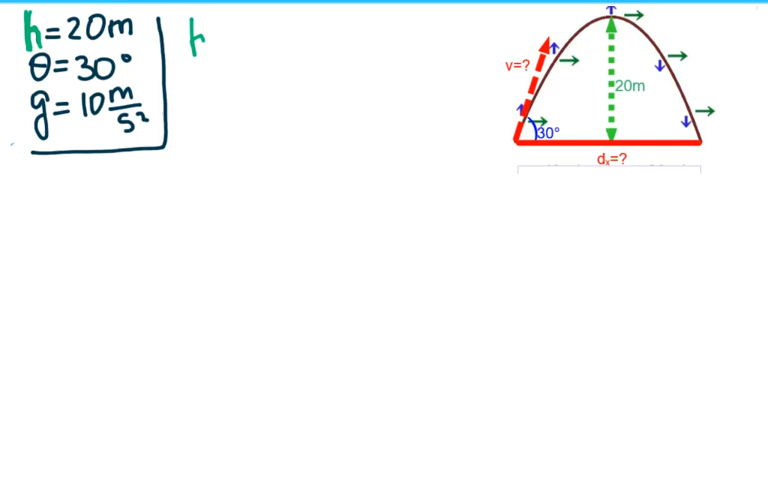 h=20m
θ=30°
g=10 m/s²
h
v=?
20m
30°
dₓ=?